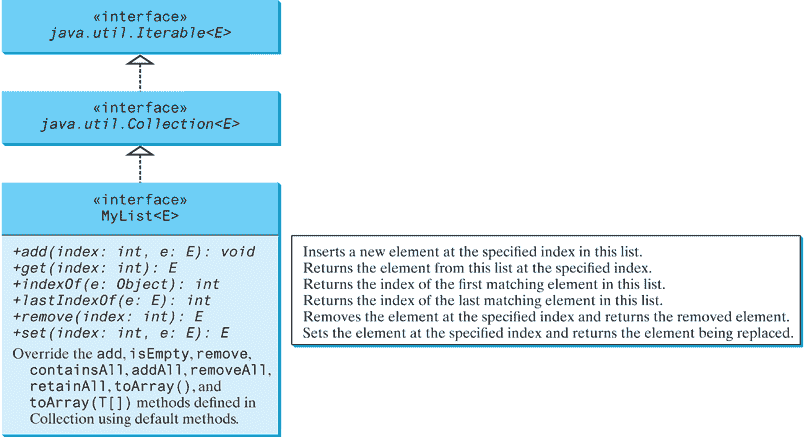 «interface»
java.util.Iterable<E>
«interface»
java.util.Collection<E>
«interface»
MyList<E>
+add(index: int, e: E): void
+get(index: int): E
+indexOf(e: Object): int
+lastIndexOf(e: E): int
+remove(index: int): E
+set(index: int, e: E): E
Override the add, isEmpty, remove,
containsAll, addAll, removeAll,
retainAll, toArray(), and
toArray(T[]) methods defined in
Collection using default methods.
Inserts a new element at the specified index in this list.
Returns the element from this list at the specified index.
Returns the index of the first matching element in this list.
Returns the index of the last matching element in this list.
Removes the element at the specified index and returns the removed element.
Sets the element at the specified index and returns the element being replaced.